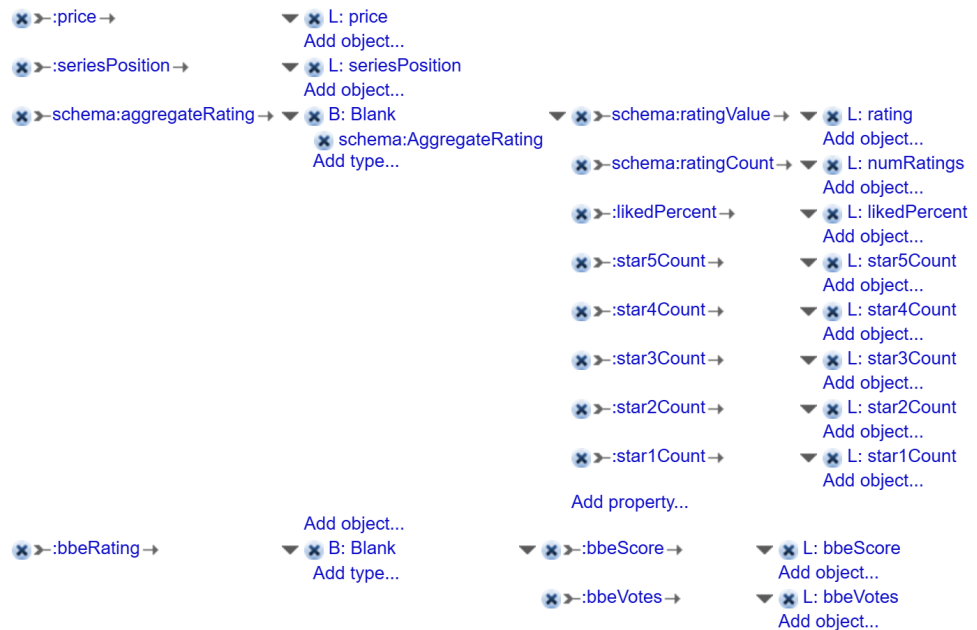 :price L: price
Add object...
:seriesPosition L: seriesPosition
Add object...
schema:aggregateRating B: Blank schema:ratingValue L: rating
schema:AggregateRating Add object...
Add type... schema:ratingCount L: numRatings
Add object...
:likedPercent L: likedPercent
Add object...
:star5Count L: star5Count
Add object...
:star4Count L: star4Count
Add object...
:star3Count L: star3Count
Add object...
:star2Count L: star2Count
Add object...
:star1Count L: star1Count
Add object...
Add property...
Add object...
:bbeRating B: Blank :bbeScore L: bbeScore
Add type... Add object...
:bbeVotes L: bbeVotes
Add object...